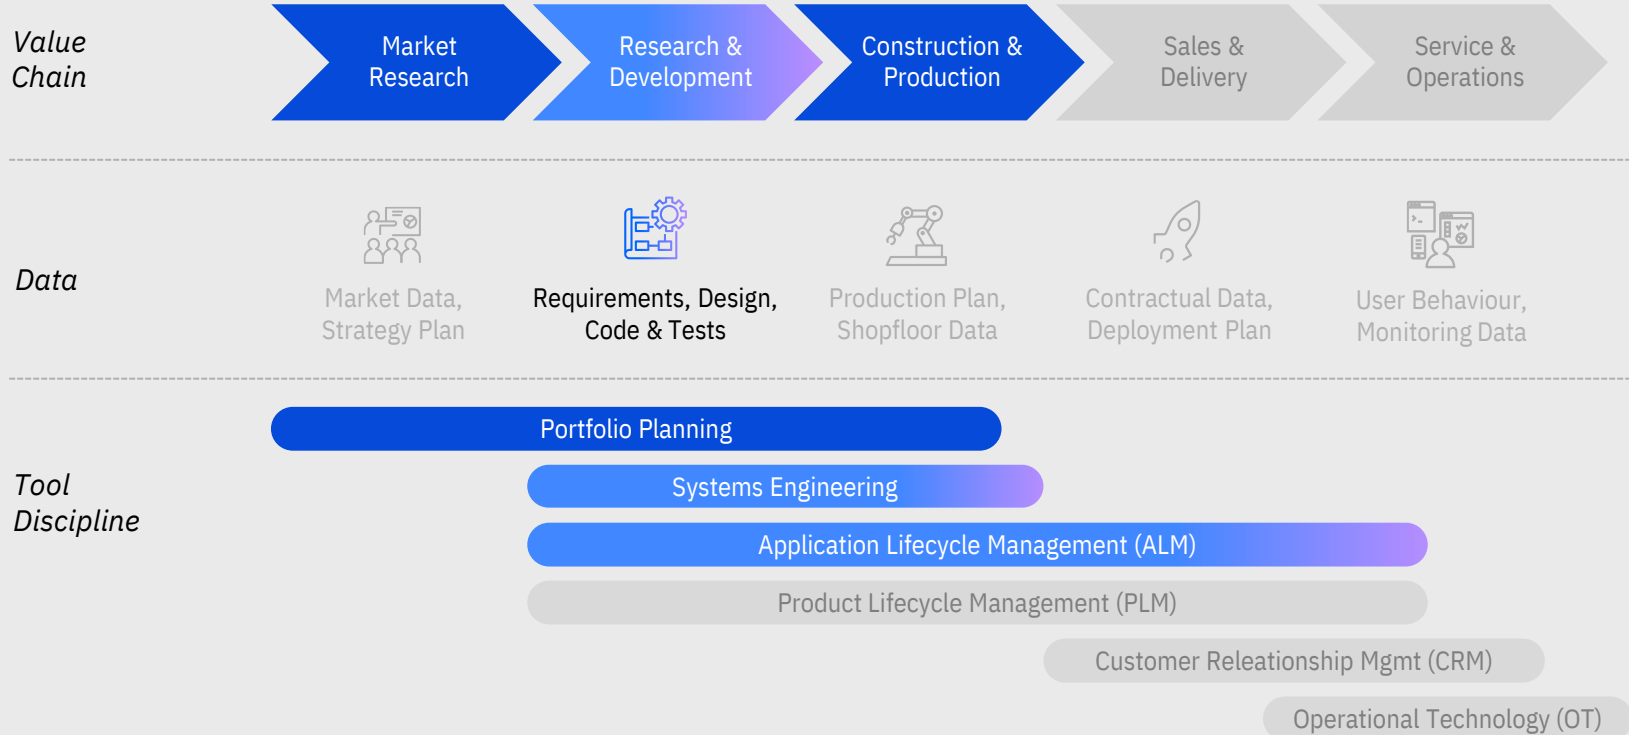 Value
Chain
Market
Research
Research &
Development
Construction &
Production
Sales &
Delivery
Service &
Operations
Data
Market Data,
Strategy Plan
Requirements, Design,
Code & Tests
Production Plan,
Shopfloor Data
Contractual Data,
Deployment Plan
User Behaviour,
Monitoring Data
Tool
Discipline
Portfolio Planning
Systems Engineering
Application Lifecycle Management (ALM)
Product Lifecycle Management (PLM)
Customer Releationship Mgmt (CRM)
Operational Technology (OT)